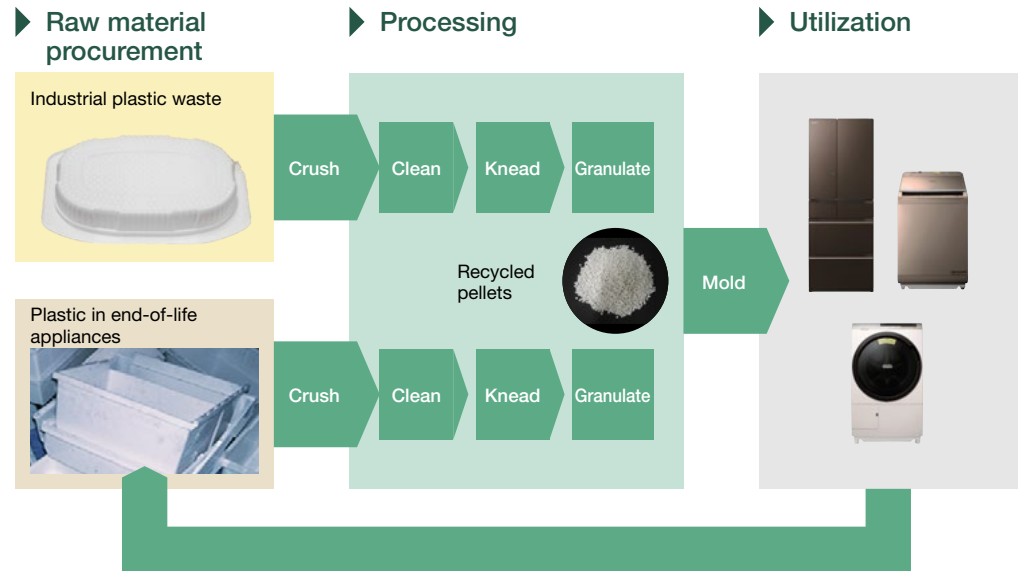 Raw material
procurement
Processing
Utilization
Industrial plastic waste
Crush
Clean
Knead
Granulate
Recycled
pellets
Mold
Plastic in end-of-life
appliances
Crush
Clean
Knead
Granulate